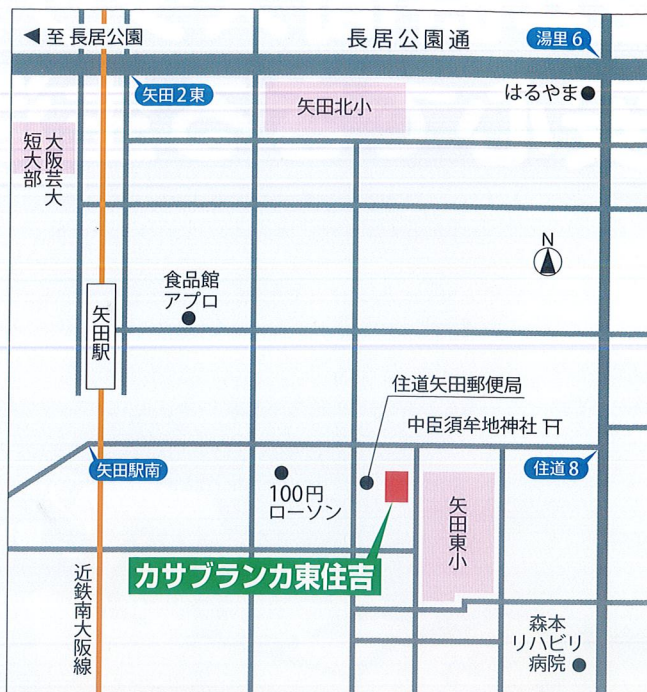 ◀ 至 長居公園
長居公園通
湯里6
矢田2東
はるやま
矢田北小
大阪芸大
短大部
N
食品館
アプロ
矢田駅
住道矢田郵便局
中臣須牟地神社
矢田駅南
住道8
100円
ローソン
矢田東小
カサブランカ東住吉
近鉄南大阪線
森本
リハビリ
病院